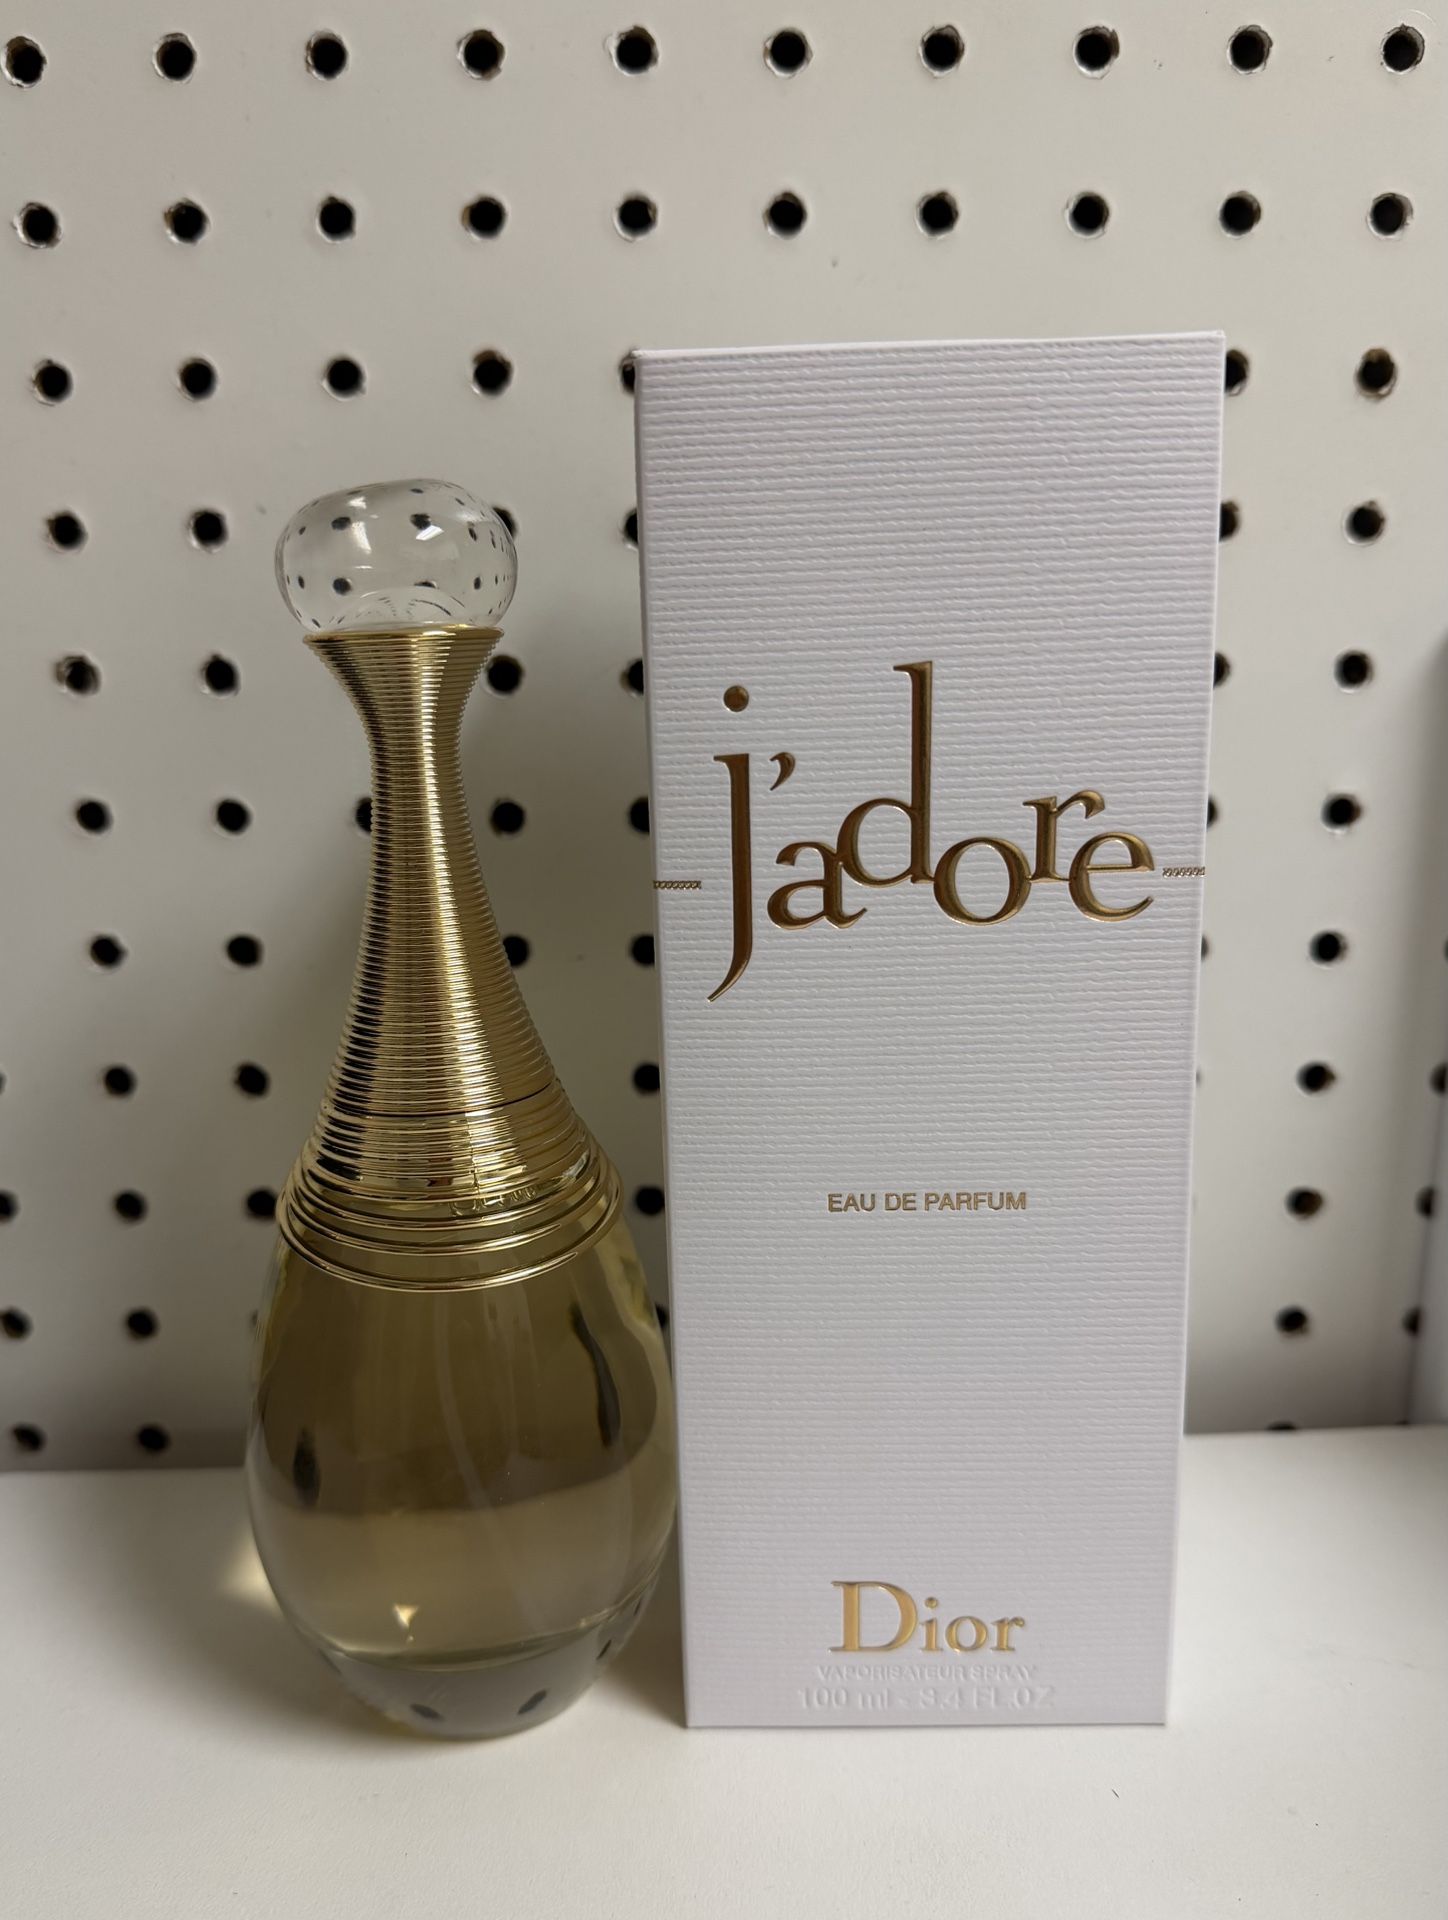 j'adore
EAU DE PARFUM
Dior
VAPORISATEUR SPRAY
100 ml - 3.4 FL.OZ